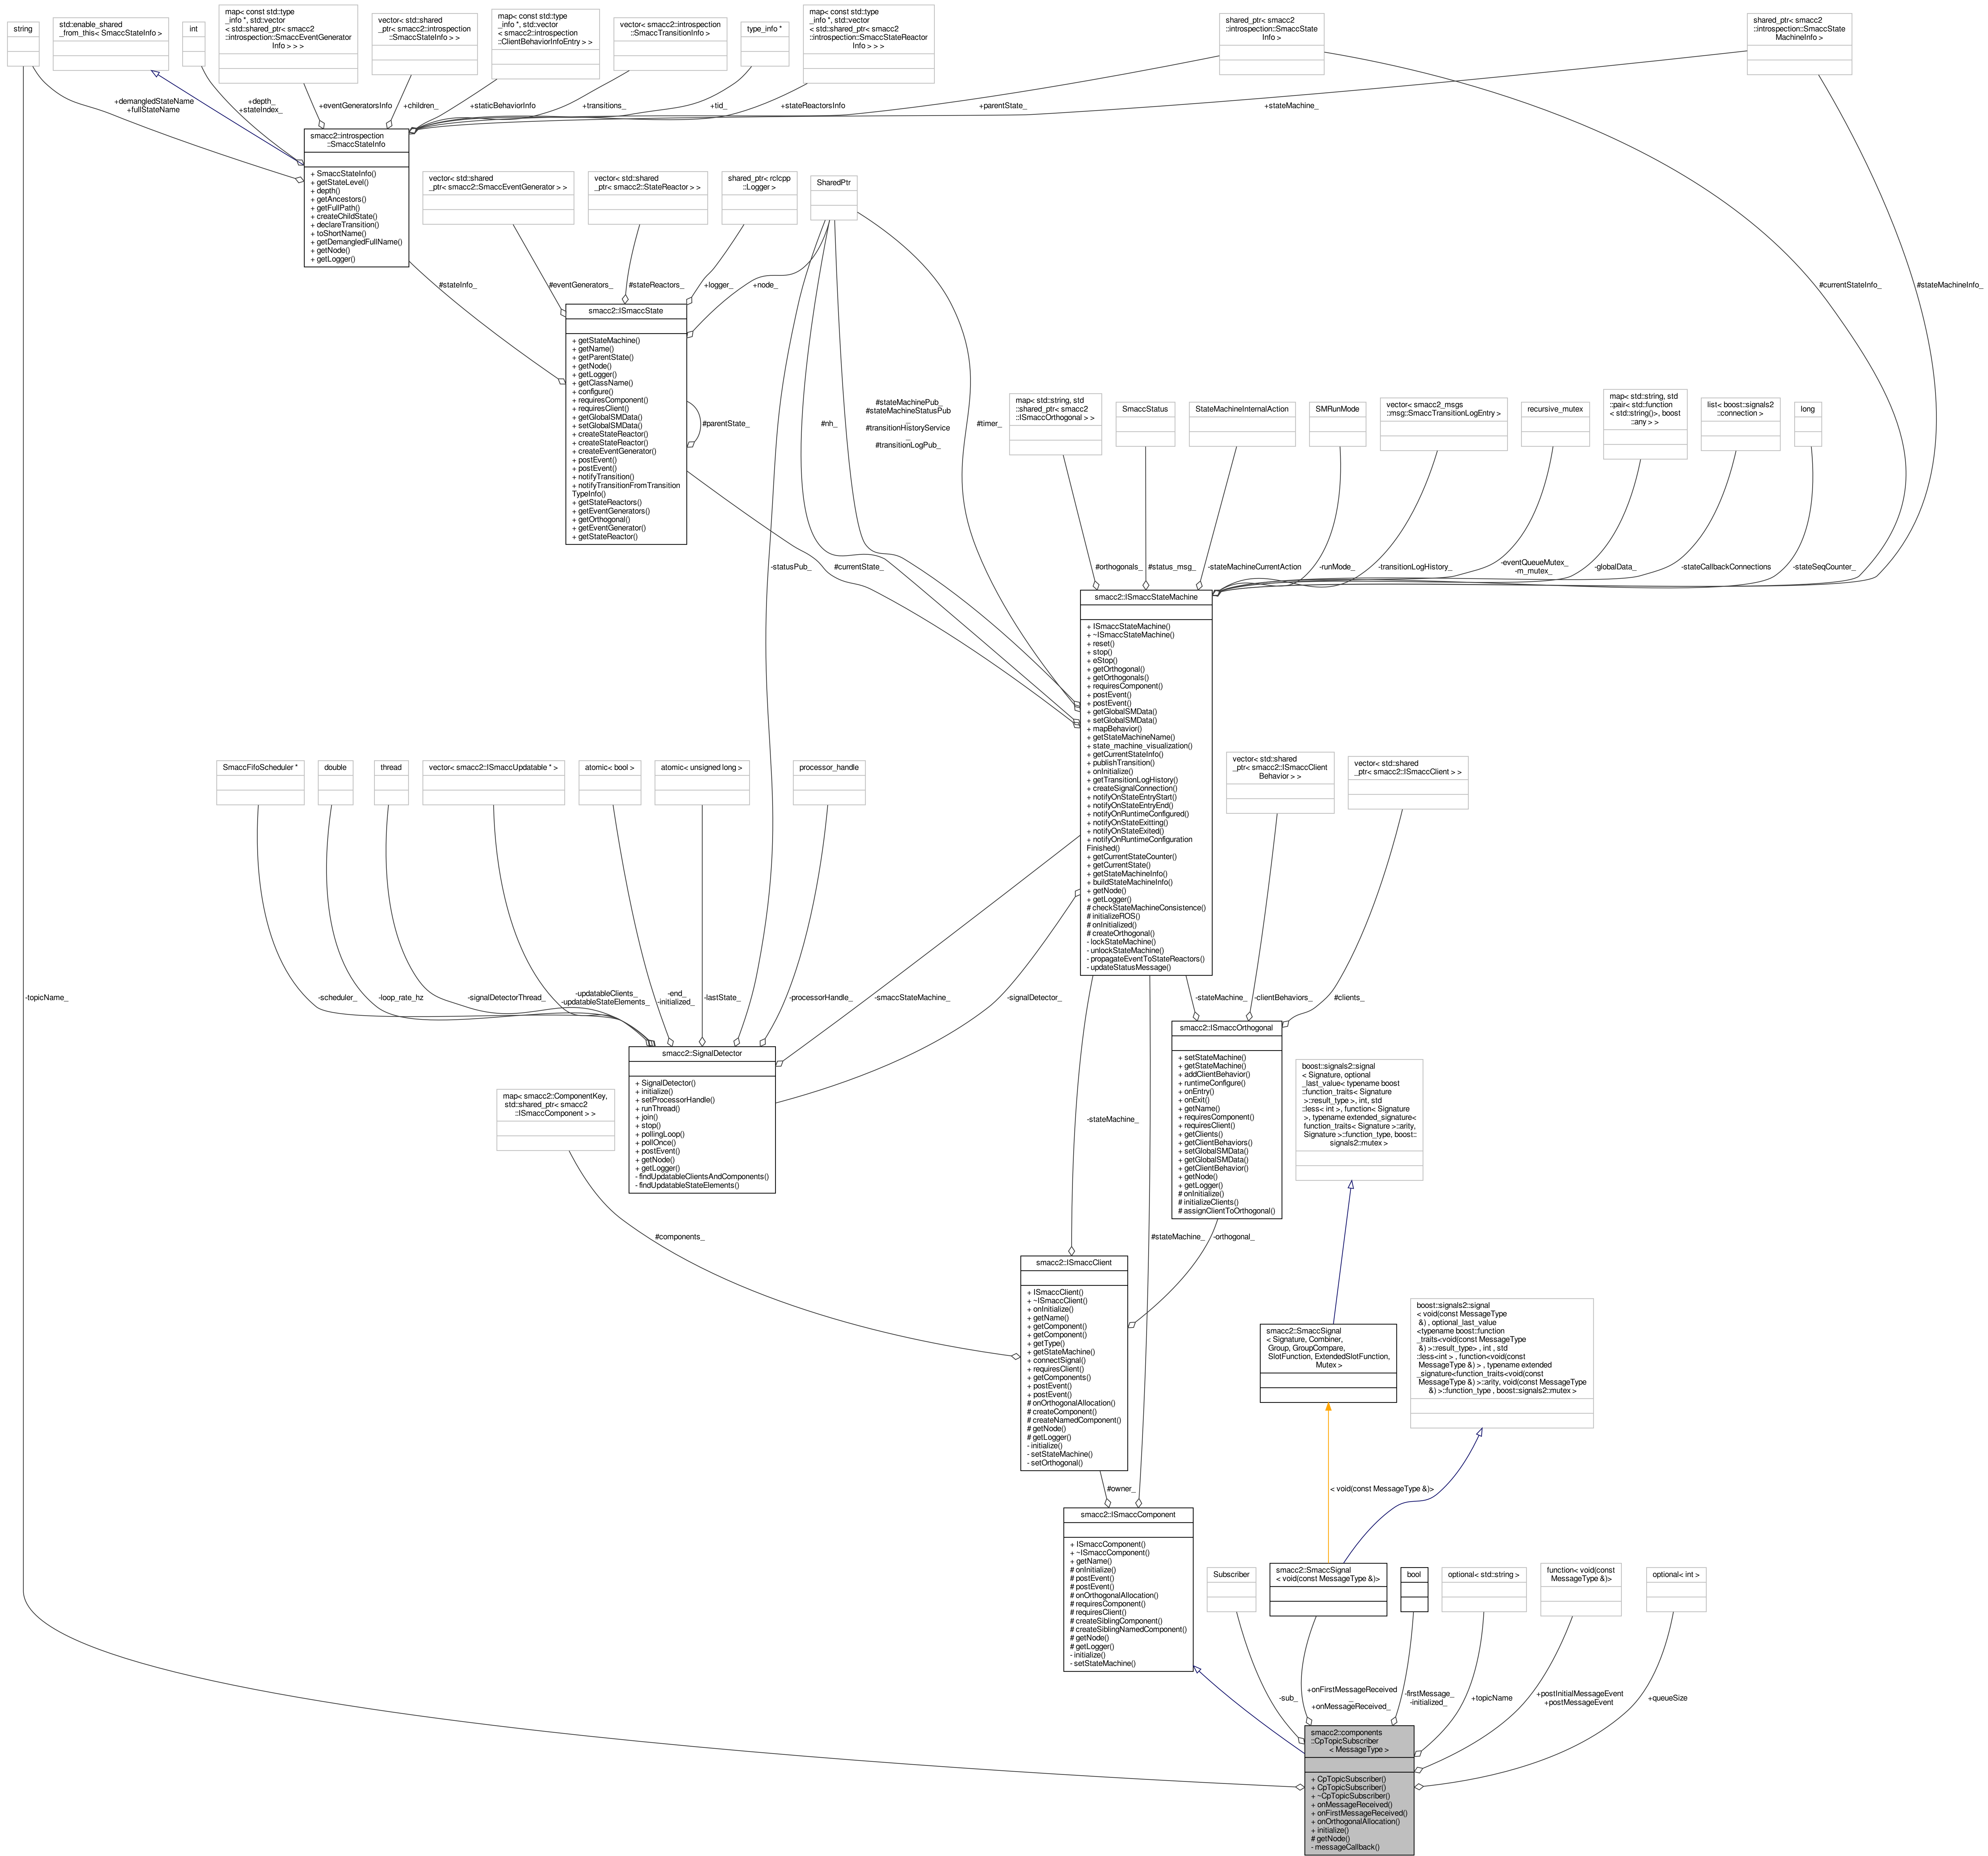 string
std::enable_shared
_from_this< SmaccStateInfo >
int
map< const std::type
_info *, std::vector
< std::shared_ptr< smacc2
::introspection::SmaccEventGenerator
Info > > >
vector< std::shared
_ptr< smacc2::introspection
::SmaccStateInfo > >
map< const std::type
_info *, std::vector
< smacc2::introspection
::ClientBehaviorInfoEntry > >
vector< smacc2::introspection
::SmaccTransitionInfo >
type_info *
map< const std::type
_info *, std::vector
< std::shared_ptr< smacc2
::introspection::SmaccStateReactor
Info > > >
shared_ptr< smacc2
::introspection::SmaccState
Info >
shared_ptr< smacc2
::introspection::SmaccState
MachineInfo >
+demangledStateName
+fullStateName
+depth_
+stateIndex_
+eventGeneratorsInfo
+children_
+staticBehaviorInfo
+transitions_
+tid_
+stateReactorsInfo
+parentState_
+stateMachine_
smacc2::introspection
::SmaccStateInfo
+ SmaccStateInfo()
+ getStateLevel()
+ depth()
+ getAncestors()
+ getFullPath()
+ createChildState()
+ declareTransition()
+ toShortName()
+ getDemangledFullName()
+ getNode()
+ getLogger()
vector< std::shared
_ptr< smacc2::SmaccEventGenerator > >
vector< std::shared
_ptr< smacc2::StateReactor > >
shared_ptr< rclcpp
::Logger >
SharedPtr
#stateInfo_
#eventGenerators_
#stateReactors_
+logger_
+node_
#currentStateInfo_
#stateMachineInfo_
smacc2::ISmaccState
+ getStateMachine()
+ getName()
+ getParentState()
+ getNode()
+ getLogger()
+ getClassName()
+ configure()
+ requiresComponent()
+ requiresClient()
+ getGlobalSMData()
+ setGlobalSMData()
+ createStateReactor()
+ createStateReactor()
+ createEventGenerator()
+ postEvent()
+ postEvent()
+ notifyTransition()
+ notifyTransitionFromTransition
TypeInfo()
+ getStateReactors()
+ getEventGenerators()
+ getOrthogonal()
+ getEventGenerator()
+ getStateReactor()
#parentState_
#nh_
#stateMachinePub_
#stateMachineStatusPub
_
#transitionHistoryService
_
#transitionLogPub_
#timer_
map< std::string, std
::shared_ptr< smacc2
::ISmaccOrthogonal > >
SmaccStatus
StateMachineInternalAction
SMRunMode
vector< smacc2_msgs
::msg::SmaccTransitionLogEntry >
recursive_mutex
map< std::string, std
::pair< std::function
< std::string()>, boost
::any > >
list< boost::signals2
::connection >
long
-statusPub_
#currentState_
#orthogonals_
#status_msg_
-stateMachineCurrentAction
-runMode_
-transitionLogHistory_
-eventQueueMutex_
-m_mutex_
-globalData_
-stateCallbackConnections
-stateSeqCounter_
smacc2::ISmaccStateMachine
+ ISmaccStateMachine()
+ ~ISmaccStateMachine()
+ reset()
+ stop()
+ eStop()
+ getOrthogonal()
+ getOrthogonals()
+ requiresComponent()
+ postEvent()
+ postEvent()
+ getGlobalSMData()
+ setGlobalSMData()
+ mapBehavior()
+ getStateMachineName()
+ state_machine_visualization()
+ getCurrentStateInfo()
+ publishTransition()
+ onInitialize()
+ getTransitionLogHistory()
+ createSignalConnection()
+ notifyOnStateEntryStart()
+ notifyOnStateEntryEnd()
+ notifyOnRuntimeConfigured()
+ notifyOnStateExitting()
+ notifyOnStateExited()
+ notifyOnRuntimeConfiguration
Finished()
+ getCurrentStateCounter()
+ getCurrentState()
+ getStateMachineInfo()
+ buildStateMachineInfo()
+ getNode()
+ getLogger()
# checkStateMachineConsistence()
# initializeROS()
# onInitialized()
# createOrthogonal()
- lockStateMachine()
- unlockStateMachine()
- propagateEventToStateReactors()
- updateStatusMessage()
SmaccFifoScheduler *
double
thread
vector< smacc2::ISmaccUpdatable * >
atomic< bool >
atomic< unsigned long >
processor_handle
vector< std::shared
_ptr< smacc2::ISmaccClient
Behavior > >
vector< std::shared
_ptr< smacc2::ISmaccClient > >
-topicName_
-scheduler_
-loop_rate_hz
-signalDetectorThread_
-updatableClients_
-updatableStateElements_
-end_
-initialized_
-lastState_
-processorHandle_
-smaccStateMachine_
-signalDetector_
-stateMachine_
-clientBehaviors_
#clients_
smacc2::SignalDetector
+ SignalDetector()
+ initialize()
+ setProcessorHandle()
+ runThread()
+ join()
+ stop()
+ pollingLoop()
+ pollOnce()
+ postEvent()
+ getNode()
+ getLogger()
- findUpdatableClientsAndComponents()
- findUpdatableStateElements()
smacc2::ISmaccOrthogonal
+ setStateMachine()
+ getStateMachine()
+ addClientBehavior()
+ runtimeConfigure()
+ onEntry()
+ onExit()
+ getName()
+ requiresComponent()
+ requiresClient()
+ getClients()
+ getClientBehaviors()
+ setGlobalSMData()
+ getGlobalSMData()
+ getClientBehavior()
+ getNode()
+ getLogger()
# onInitialize()
# initializeClients()
# assignClientToOrthogonal()
map< smacc2::ComponentKey,
std::shared_ptr< smacc2
::ISmaccComponent > >
boost::signals2::signal
< Signature, optional
_last_value< typename boost
::function_traits< Signature
>::result_type >, int, std
::less< int >, function< Signature
>, typename extended_signature<
function_traits< Signature >::arity,
Signature >::function_type, boost::
signals2::mutex >
-stateMachine_
#components_
#stateMachine_
-orthogonal_
smacc2::ISmaccClient
+ ISmaccClient()
+ ~ISmaccClient()
+ onInitialize()
+ getName()
+ getComponent()
+ getComponent()
+ getType()
+ getStateMachine()
+ connectSignal()
+ requiresClient()
+ getComponents()
+ postEvent()
+ postEvent()
# onOrthogonalAllocation()
# createComponent()
# createNamedComponent()
# getNode()
# getLogger()
- initialize()
- setStateMachine()
- setOrthogonal()
smacc2::SmaccSignal
< Signature, Combiner,
Group, GroupCompare,
SlotFunction, ExtendedSlotFunction,
Mutex >
boost::signals2::signal
< void(const MessageType
&) , optional_last_value
<typename boost::function
_traits<void(const MessageType
&) >::result_type> , int , std
::less<int > , function<void(const
MessageType &) > , typename extended
_signature<function_traits<void(const
MessageType &) >::arity, void(const MessageType
&) >::function_type , boost::signals2::mutex >
#owner_
< void(const MessageType &)>
smacc2::ISmaccComponent
+ ISmaccComponent()
+ ~ISmaccComponent()
+ getName()
# onInitialize()
# postEvent()
# postEvent()
# onOrthogonalAllocation()
# requiresComponent()
# requiresClient()
# createSiblingComponent()
# createSiblingNamedComponent()
# getNode()
# getLogger()
- initialize()
- setStateMachine()
Subscriber
smacc2::SmaccSignal
< void(const MessageType &)>
bool
optional< std::string >
function< void(const
MessageType &)>
optional< int >
-sub_
+onFirstMessageReceived
_
+onMessageReceived_
-firstMessage_
-initialized_
+topicName
+postInitialMessageEvent
+postMessageEvent
+queueSize
smacc2::components
::CpTopicSubscriber
< MessageType >
+ CpTopicSubscriber()
+ CpTopicSubscriber()
+ ~CpTopicSubscriber()
+ onMessageReceived()
+ onFirstMessageReceived()
+ onOrthogonalAllocation()
+ initialize()
# getNode()
- messageCallback()